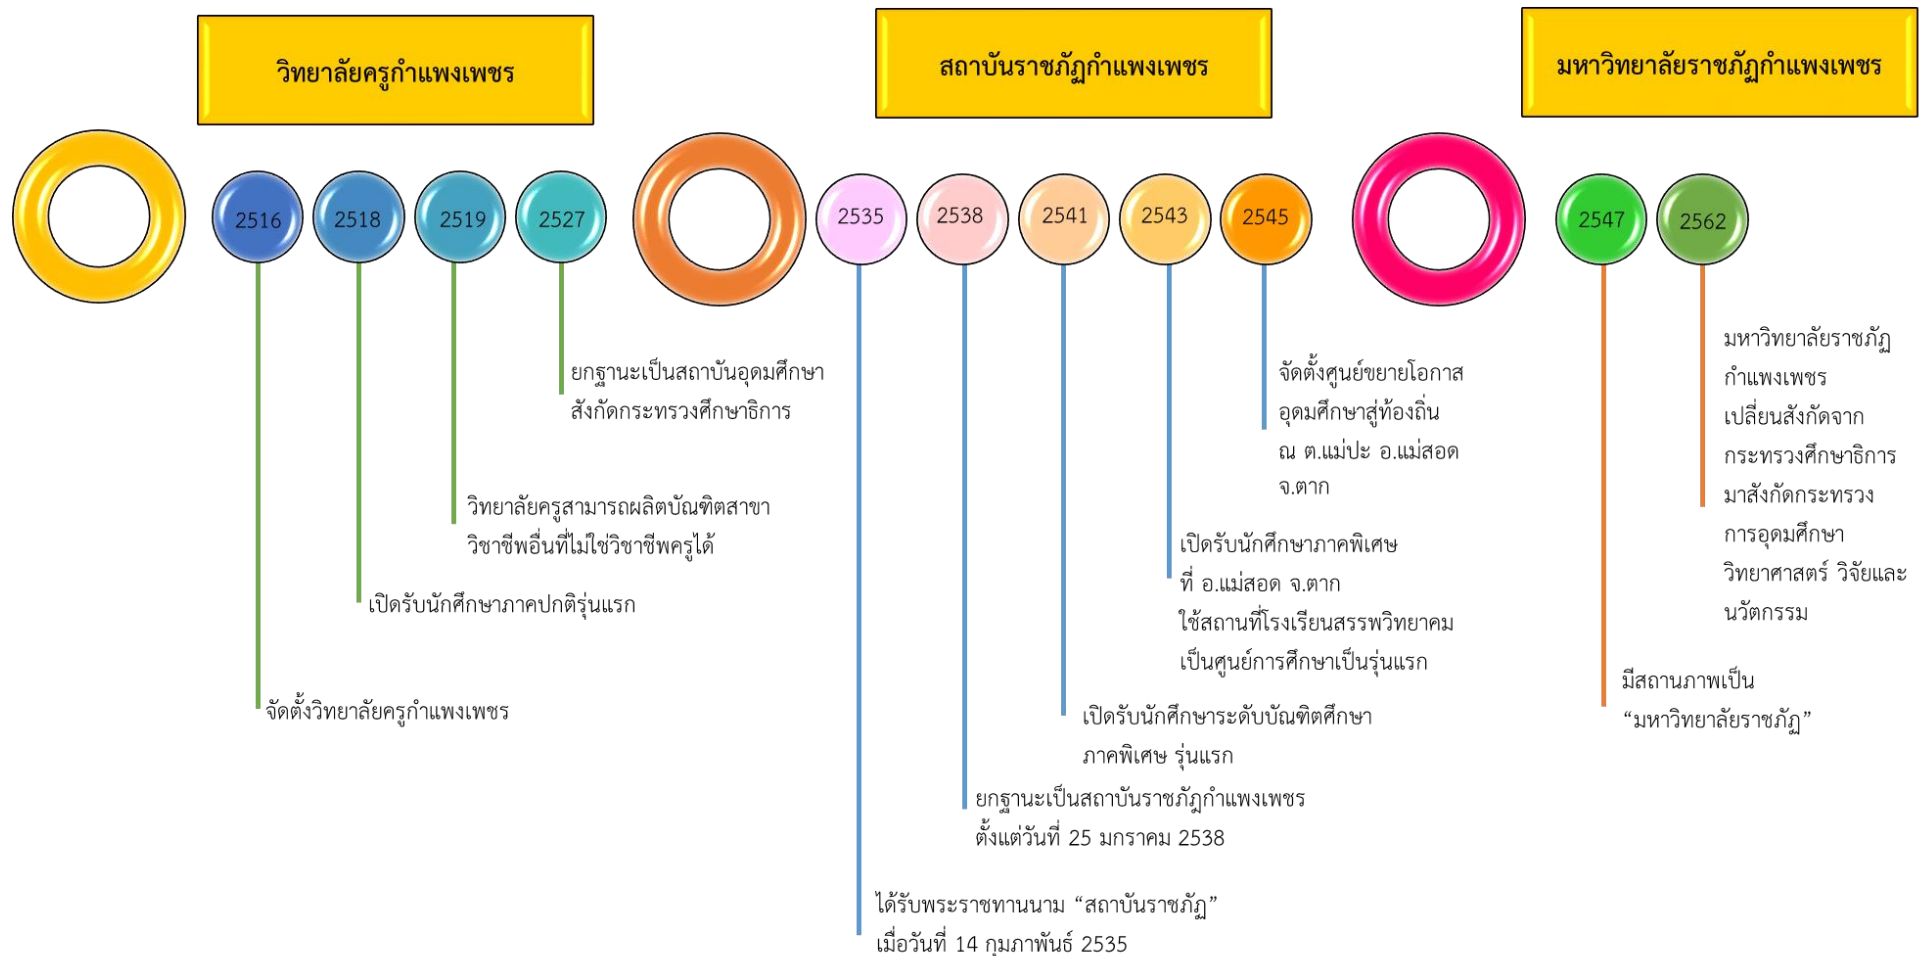 วิทยาลัยครูกำแพงเพชร
2516
2518
2519
2527
ยกฐานะเป็นสถาบันอุดมศึกษา
สังกัดกระทรวงศึกษาธิการ
วิทยาลัยครูสามารถผลิตบัณฑิตสาขา
วิชาชีพอื่นที่ไม่ใช่วิชาชีพครูได้
เปิดรับนักศึกษาภาคปกติรุ่นแรก
จัดตั้งวิทยาลัยครูกำแพงเพชร
สถาบันราชภัฏกำแพงเพชร
2535
2538
2541
2543
2545
จัดตั้งศูนย์ขยายโอกาส
อุดมศึกษาสู่ท้องถิ่น
ณ ต.แม่ปะ อ.แม่สอด
จ.ตาก
เปิดรับนักศึกษาภาคพิเศษ
ที่ อ.แม่สอด จ.ตาก
ใช้สถานที่โรงเรียนสรรพวิทยาคม
เป็นศูนย์การศึกษาเป็นรุ่นแรก
เปิดรับนักศึกษาระดับบัณฑิตศึกษา
ภาคพิเศษ รุ่นแรก
ยกฐานะเป็นสถาบันราชภัฎกำแพงเพชร
ตั้งแต่วันที่ 25 มกราคม 2538
ได้รับพระราชทานนาม “สถาบันราชภัฏ”
เมื่อวันที่ 14 กุมภาพันธ์ 2535
มหาวิทยาลัยราชภัฏกำแพงเพชร
2547
2562
มหาวิทยาลัยราชภัฏ
กำแพงเพชร
เปลี่ยนสังกัดจาก
กระทรวงศึกษาธิการ
มาสังกัดกระทรวง
การอุดมศึกษา
วิทยาศาสตร์ วิจัยและ
นวัตกรรม
มีสถานภาพเป็น
“มหาวิทยาลัยราชภัฏ”